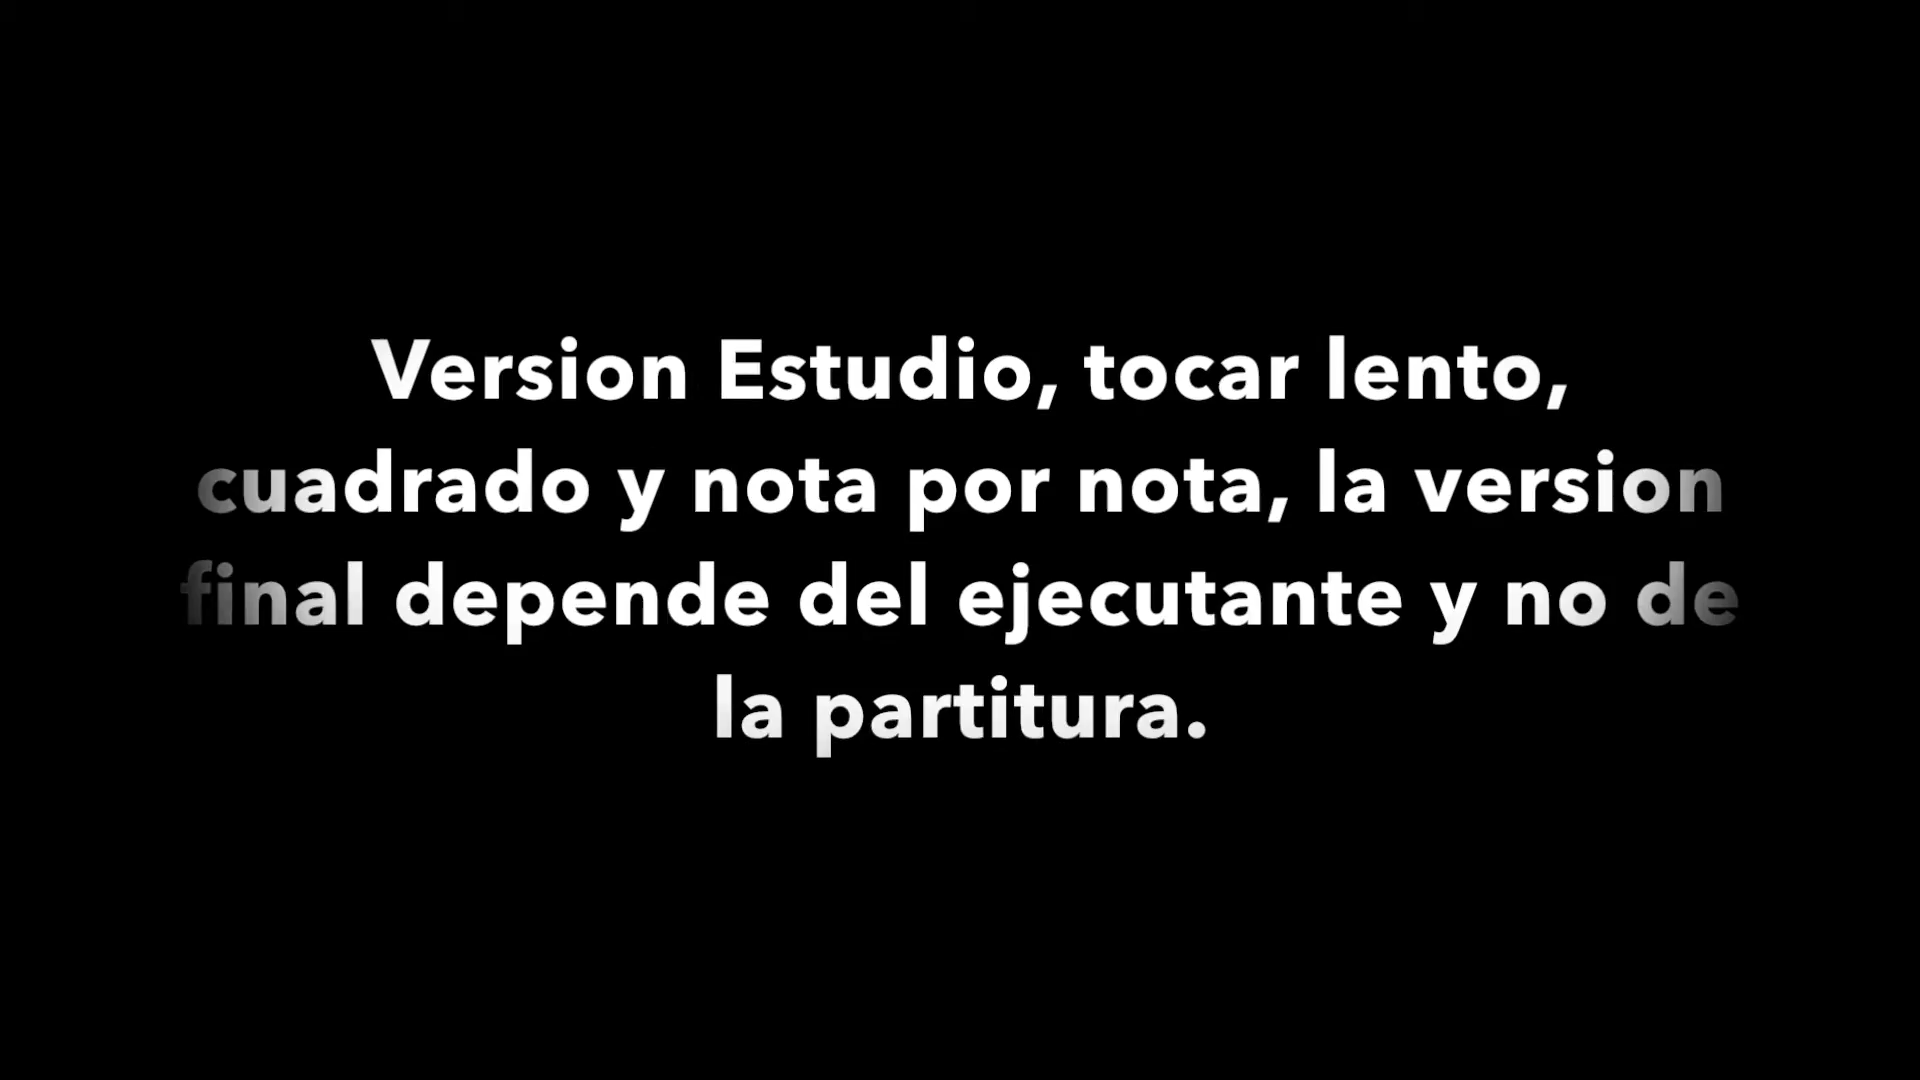 Version Estudio, tocar lento,
cuadrado y nota por nota, la version
final depende del ejecutante y no de
la partitura.